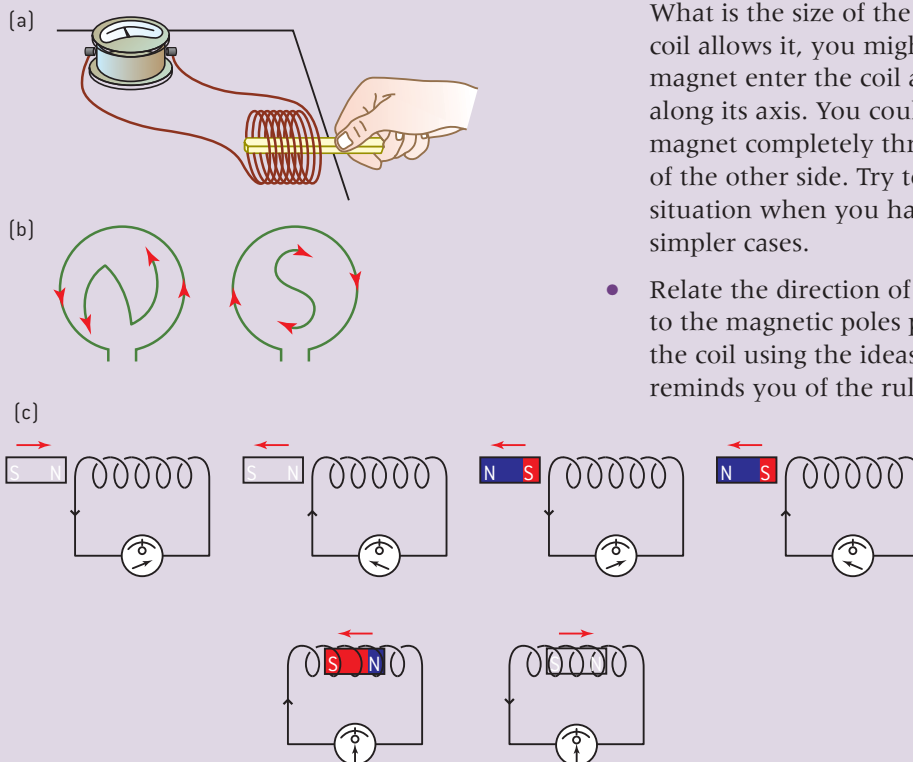 (a)
What is the size of the
coil allows it, you might
magnet enter the coil a
along its axis. You coul
magnet completely thr
of the other side. Try to
situation when you ha
simpler cases.
(b)
• Relate the direction of
to the magnetic poles p
the coil using the ideas
reminds you of the rul
(c)
S N
S N
N S
N S
S N
S N